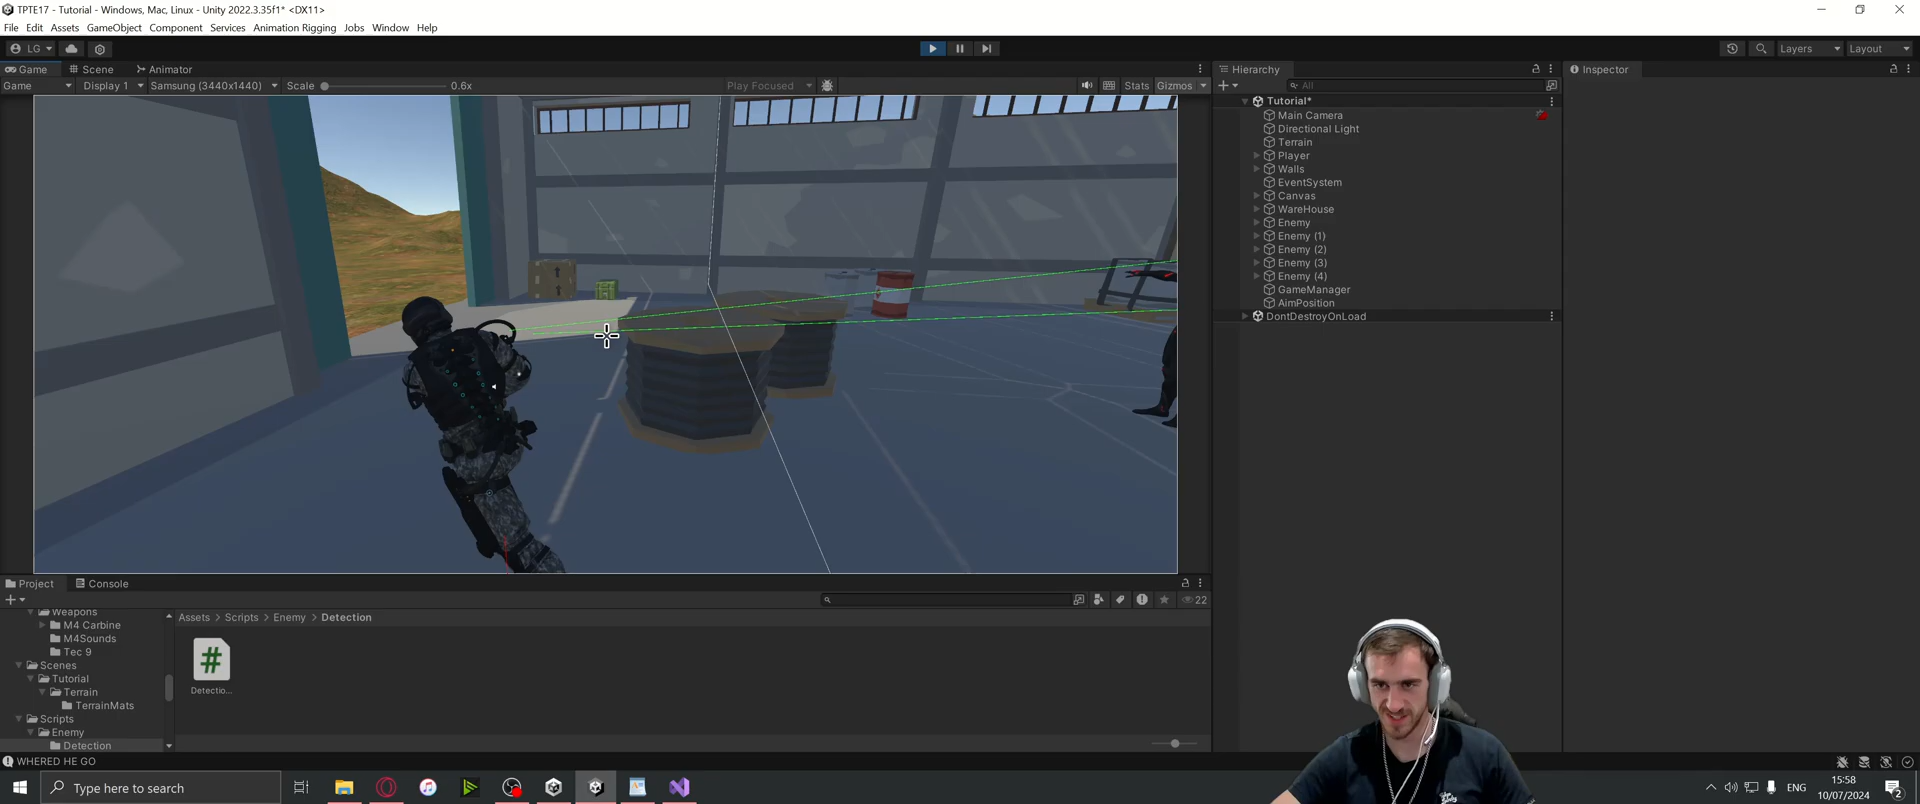 TPTE17 - Tutorial - Windows, Mac, Linux - Unity 2022.3.35f1* <DX11>
File Edit Assets GameObject Component Services Animation Rigging Jobs Window Help
LG Layers Layout
Game Scene Animator
Game Display 1 Samsung (3440x1440) Scale 0.6x Play Focused Stats Gizmos
Hierarchy
All
Tutorial*
Main Camera
Directional Light
Terrain
Player
Walls
EventSystem
Canvas
WareHouse
Enemy
Enemy (1)
Enemy (2)
Enemy (3)
Enemy (4)
GameManager
AimPosition
DontDestroyOnLoad
Inspector
Project Console
22
Weapons
M4 Carbine
M4Sounds
Tec 9
Scenes
Tutorial
Terrain
TerrainMats
Scripts
Enemy
Detection
Assets > Scripts > Enemy > Detection
#
Detectio...
WHERED HE GO
Type here to search
ENG
15:58
10/07/2024
2